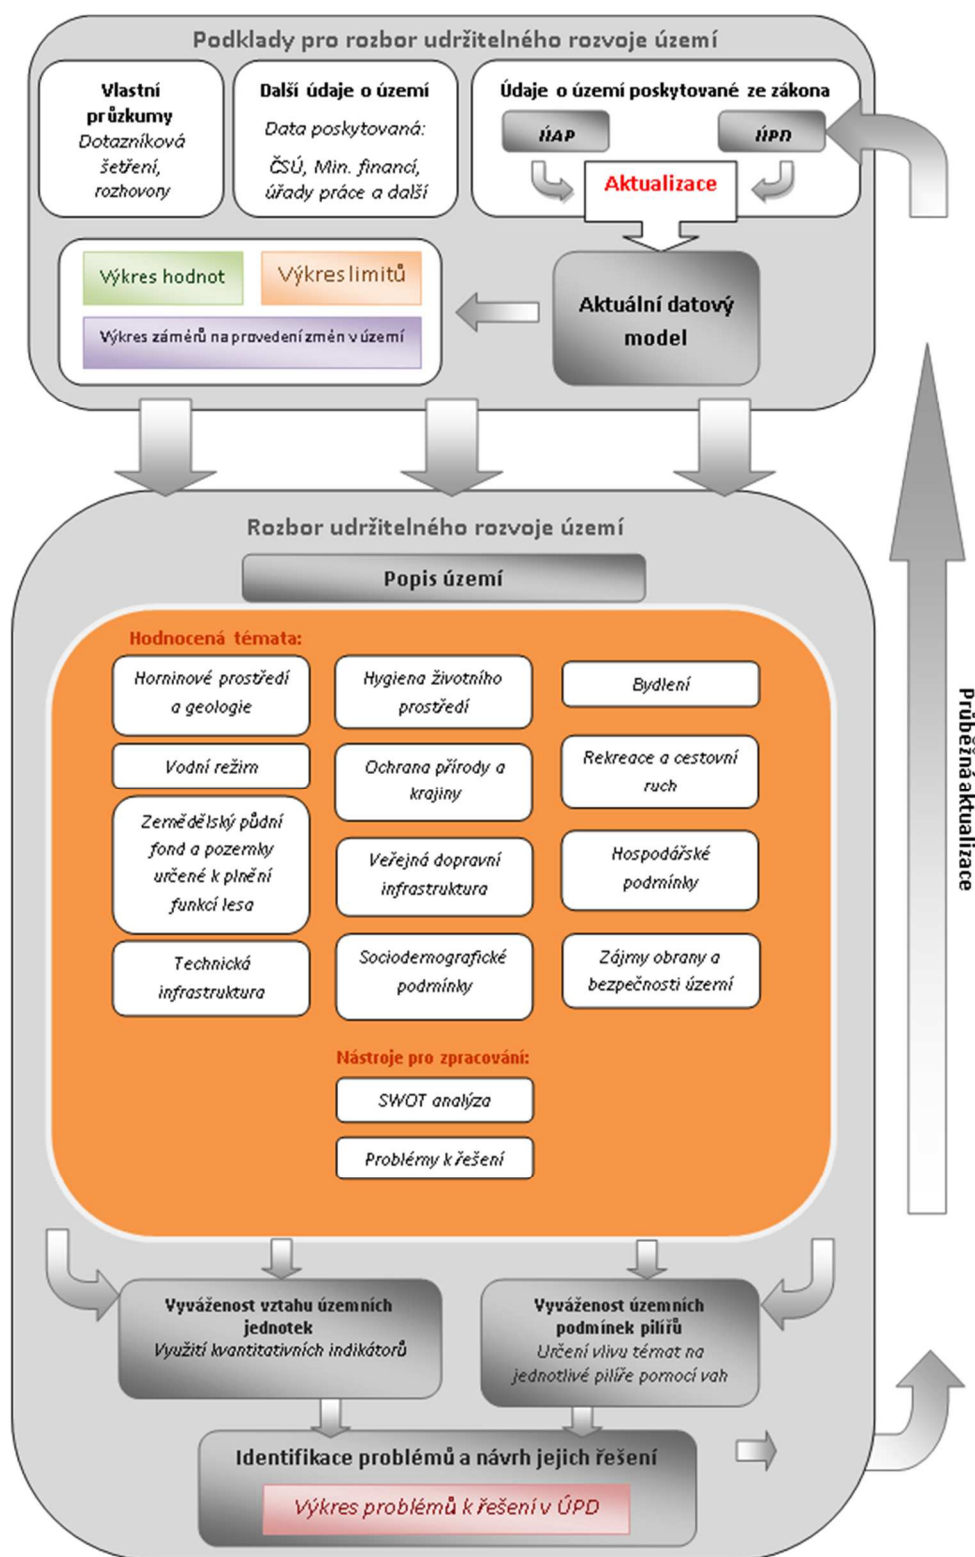 Podklady pro rozbor udržitelného rozvoje území
Vlastní
průzkumy
Dotazníková
šetření,
rozhovory
Další údaje o území
Data poskytovaná:
ČSÚ, Min. financí,
úřady práce a další
Údaje o území poskytované ze zákona
ÚAP
ÚPD
Aktualizace
Výkres hodnot
Výkres limitů
Výkres záměrů na provedení změn v území
Aktuální datový
model
Rozbor udržitelného rozvoje území
Popis území
Hodnocená témata:
Horninové prostředí
a geologie
Vodní režim
Zemědělský půdní
fond a pozemky
určené k plnění
funkcí lesa
Technická
infrastruktura
Hygiena životního
prostředí
Ochrana přírody a
krajiny
Veřejná dopravní
infrastruktura
Sociodemografické
podmínky
Bydlení
Rekreace a cestovní
ruch
Hospodářské
podmínky
Zájmy obrany a
bezpečnosti území
Nástroje pro zpracování:
SWOT analýza
Problémy k řešení
Vyváženost vztahu územních
jednotek
Využití kvantitativních indikátorů
Vyváženost územních
podmínek pilířů
Určení vlivu témat na
jednotlivé pilíře pomocí vah
Identifikace problémů a návrh jejich řešení
Výkres problémů k řešení v ÚPD
Průběžná aktualizace